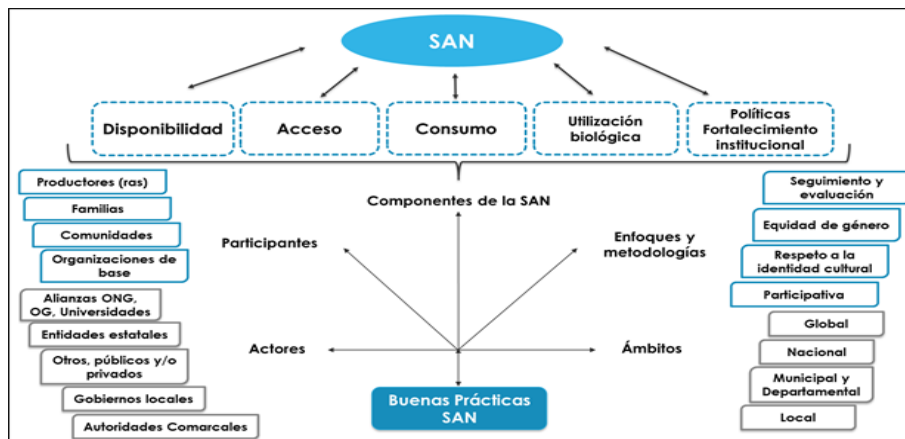 SAN
Disponibilidad
Acceso
Consumo
Utilización
biológica
Políticas
Fortalecimiento
institucional
Componentes de la SAN
Productores (ras)
Familias
Comunidades
Organizaciones de
base
Alianzas ONG,
OG, Universidades
Entidades estatales
Otros, públicos y/o
privados
Gobiernos locales
Autoridades Comarcales
Participantes
Actores
Enfoques y
metodologías
Ámbitos
Buenas Prácticas
SAN
Seguimiento y
evaluación
Equidad de género
Respeto a la
identidad cultural
Participativa
Global
Nacional
Municipal y
Departamental
Local